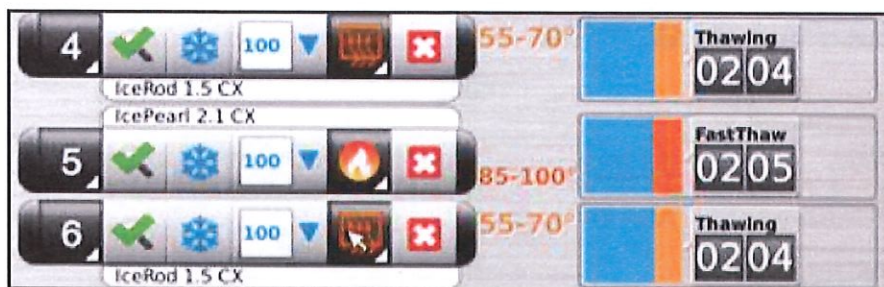 4 100 55-70° Thawing
02 04
IceRod 1.5 CX
IcePearl 2.1 CX
5 100 85-100° FastThaw
02 05
6 100 55-70° Thawing
02 04
IceRod 1.5 CX